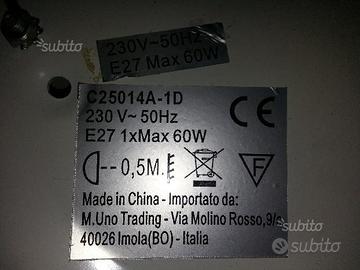 subito
230V~50Hz
E27 Max 60W
subito
C25014A-1D
230 V~ 50Hz
E27 1xMax 60W
CE
0,5M.
F
Made in China - Importato da:
M.Uno Trading - Via Molino Rosso,9/
40026 Imola(BO) - Italia
subito
subito